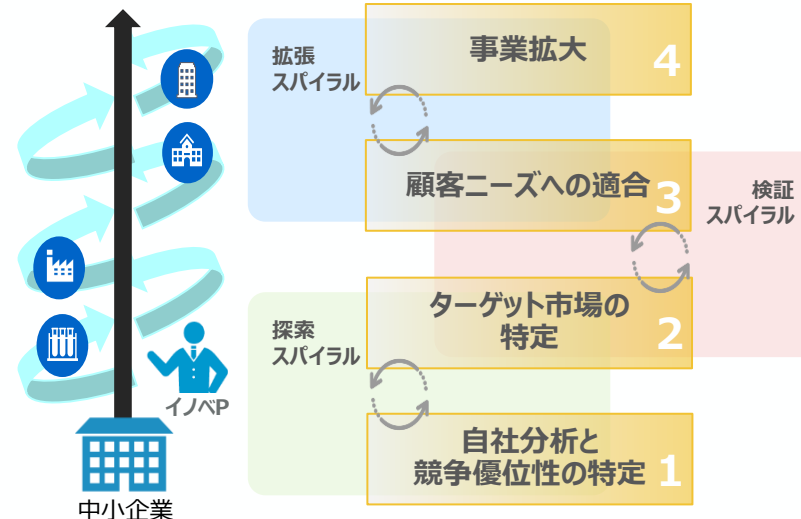 拡張
スパイラル
事業拡大
4
顧客ニーズへの適合
3
検証
スパイラル
ターゲット市場の
特定
2
探索
スパイラル
自社分析と
競争優位性の特定
1
イノベP
中小企業